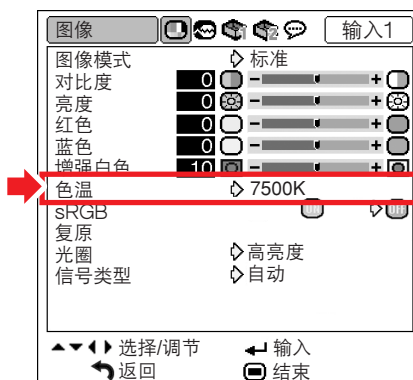 图像 输入1
图像模式 标准
对比度 0 - +
亮度 0 - +
红色 0 - +
蓝色 0 - +
增强白色 10 - +
色温 7500K
sRGB ON OFF
复原
光圈 高亮度
信号类型 自动
选择/调节 输入
返回 结束